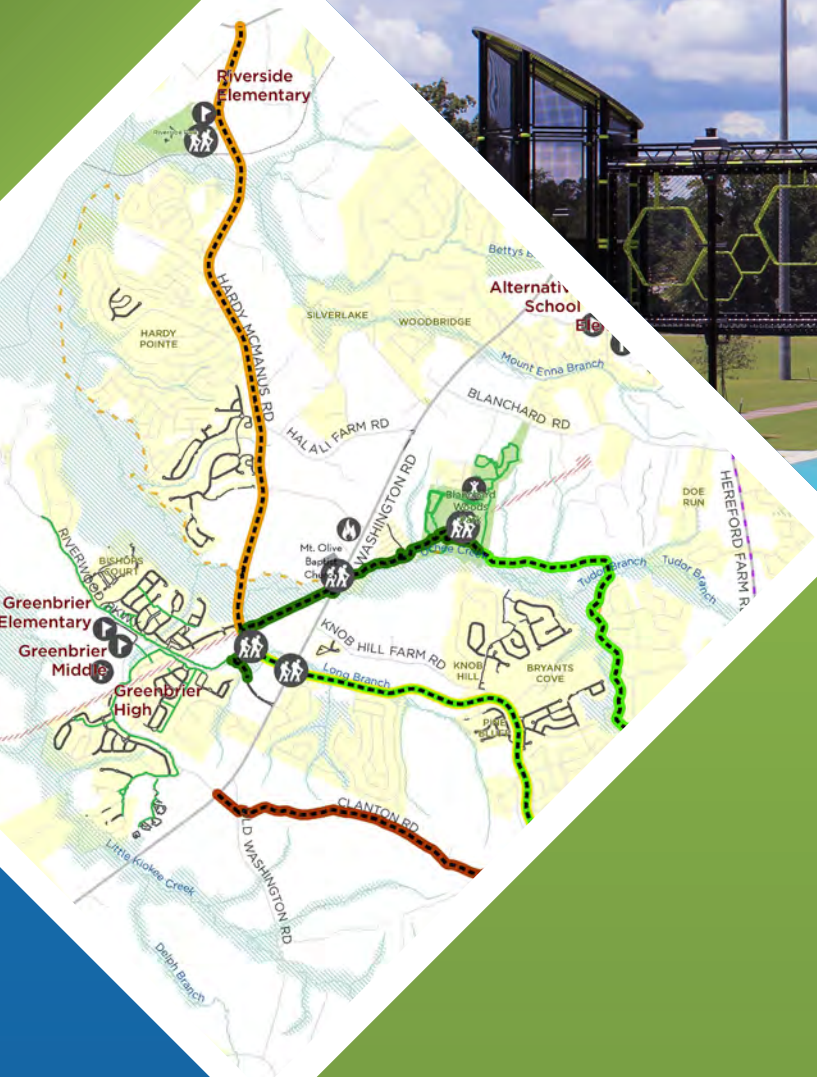 Riverside
Elementary
Bettys
Alternativ
School
Ele
HARDY MCMANUS RD
SILVERLAKE
WOODBRIDGE
HARDY
POINTE
Mount Enna Branch
BLANCHARD RD
HALALI FARM RD
WASHINGTON RD
HEREFORD FARM R
DOE
RUN
Woods
Mt. Olive
RIVERWOOD
BISHOPS
COURT
Tudor Branch
Tudor Branch
Greenbrier
Elementary
Greenbrier
Middle
Greenbrier
High
KNOB HILL FARM RD
KNOB
HILL
BRYANTS
COVE
Long Branch
CLANTON RD
LD WASHINGTON RD
Little Kiokee Creek
Delph Branch